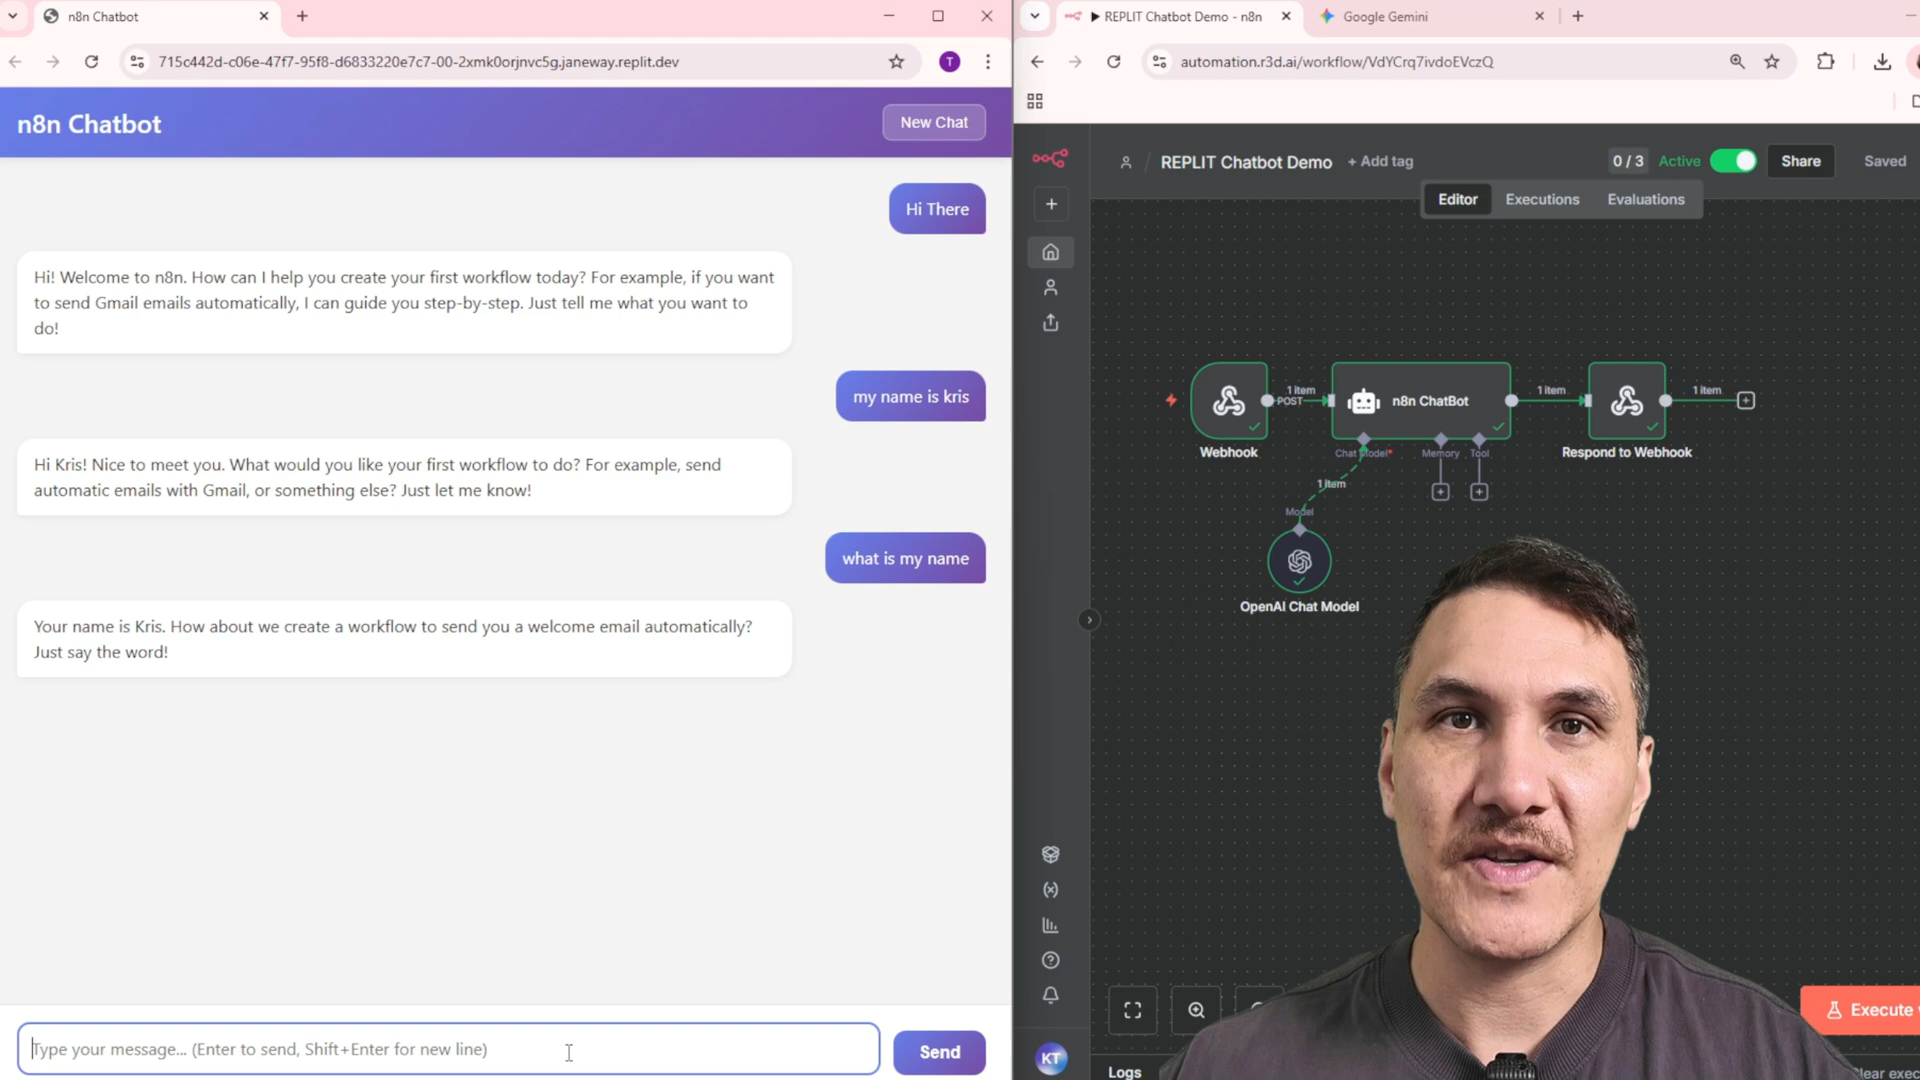 n8n Chatbot
715c442d-c06e-47f7-95f8-d6833220e7c7-00-2xmk0orjnvc5g.janeway.replit.dev
T
n8n Chatbot
New Chat
Hi There
Hi! Welcome to n8n. How can I help you create your first workflow today? For example, if you want
to send Gmail emails automatically, I can guide you step-by-step. Just tell me what you want to
do!
my name is kris
Hi Kris! Nice to meet you. What would you like your first workflow to do? For example, send
automatic emails with Gmail, or something else? Just let me know!
what is my name
Your name is Kris. How about we create a workflow to send you a welcome email automatically?
Just say the word!
Type your message... (Enter to send, Shift+Enter for new line)
Send
REPLIT Chatbot Demo - n8n
Google Gemini
automation.r3d.ai/workflow/VdYCrq7ivdoEVczQ
/ REPLIT Chatbot Demo + Add tag
0 / 3 Active
Share
Saved
Editor
Executions
Evaluations
1 item
POST
n8n ChatBot
1 item
1 item
Webhook
Chat Model*
Memory
Tool
Respond to Webhook
1 item
Model
OpenAI Chat Model
Execute
KT
Logs